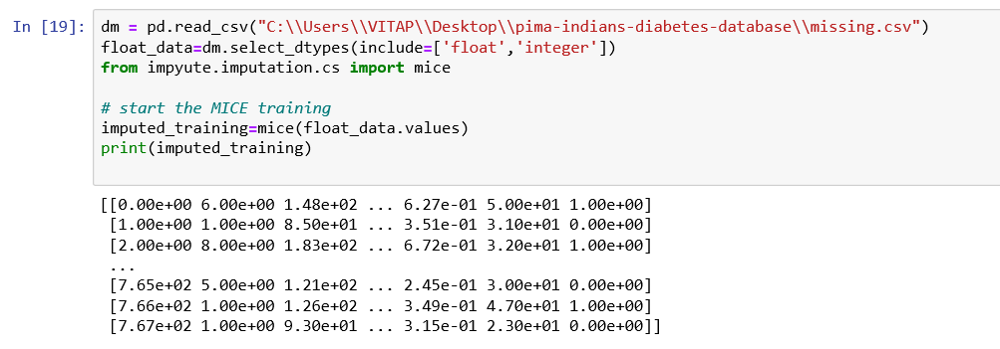 In [19]: dm = pd.read_csv("C:\\Users\\VITAP\\Desktop\\pima-indians-diabetes-database\\missing.csv")
float_data=dm.select_dtypes(include=['float','integer'])
from impyute.imputation.cs import mice
# start the MICE training
imputed_training=mice(float_data.values)
print(imputed_training)
[[0.00e+00 6.00e+00 1.48e+02 ... 6.27e-01 5.00e+01 1.00e+00]
[1.00e+00 1.00e+00 8.50e+01 ... 3.51e-01 3.10e+01 0.00e+00]
[2.00e+00 8.00e+00 1.83e+02 ... 6.72e-01 3.20e+01 1.00e+00]
...
[7.65e+02 5.00e+00 1.21e+02 ... 2.45e-01 3.00e+01 0.00e+00]
[7.66e+02 1.00e+00 1.26e+02 ... 3.49e-01 4.70e+01 1.00e+00]
[7.67e+02 1.00e+00 9.30e+01 ... 3.15e-01 2.30e+01 0.00e+00]]